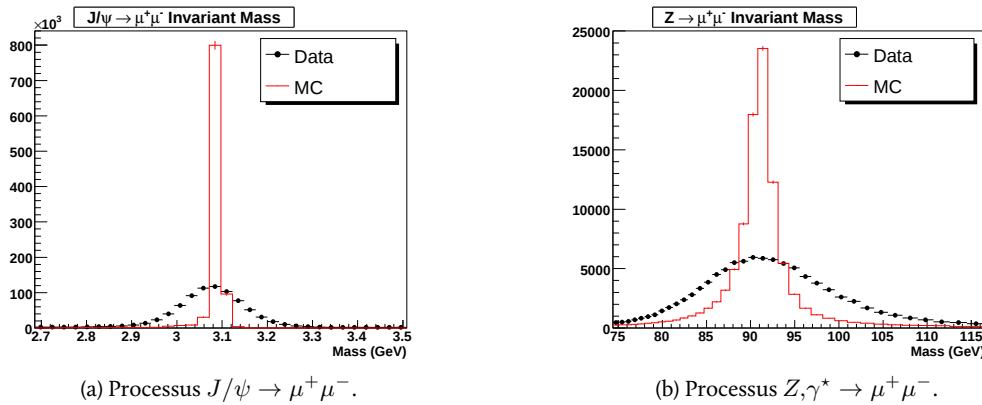 J/ψ → μ⁺μ⁻ Invariant Mass
×10³
800
700
600
500
400
300
200
100
0
2.7 2.8 2.9 3 3.1 3.2 3.3 3.4 3.5
Mass (GeV)
Data
MC
(a) Processus J/ψ → μ⁺μ⁻.
Z → μ⁺μ⁻ Invariant Mass
25000
20000
15000
10000
5000
0
75 80 85 90 95 100 105 110 115
Mass (GeV)
Data
MC
(b) Processus Z,γ⋆ → μ⁺μ⁻.